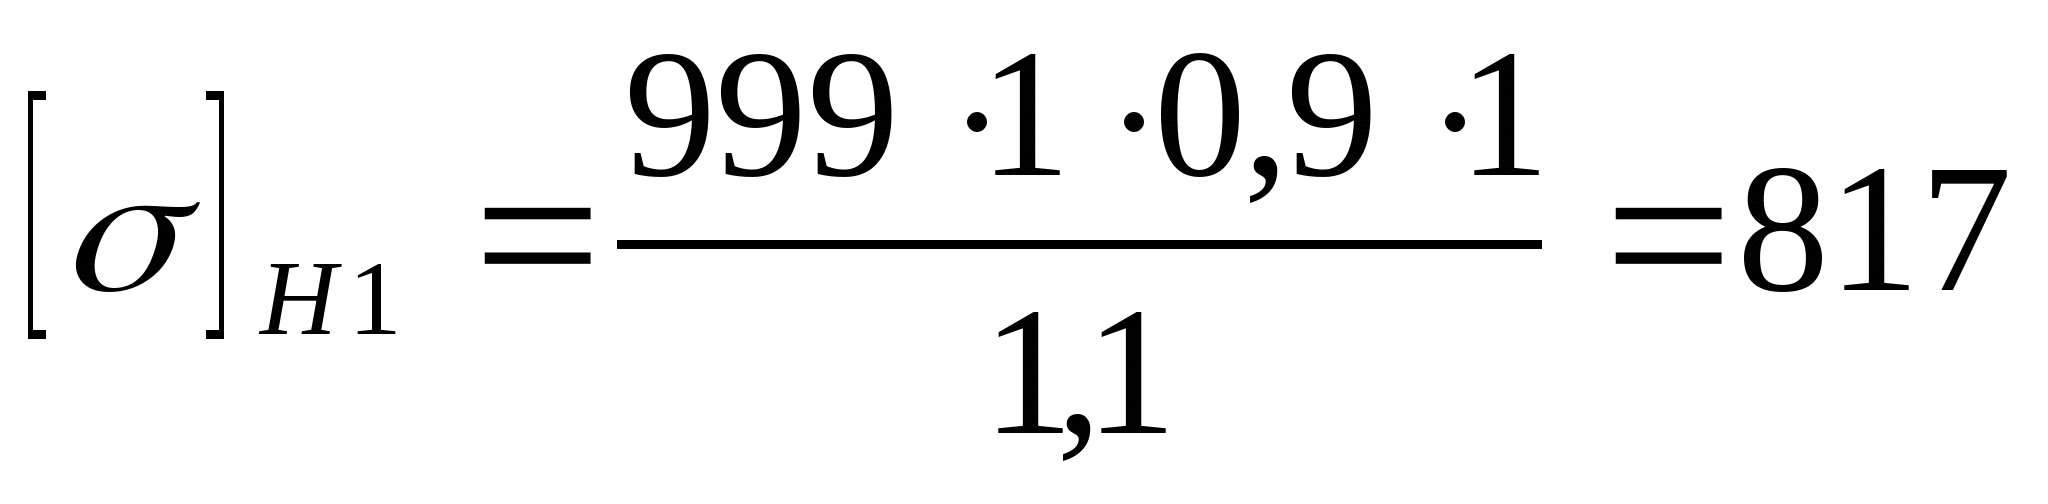 [σ]H1 = 999 ·1 ·0,9 ·1 / 1,1 = 817